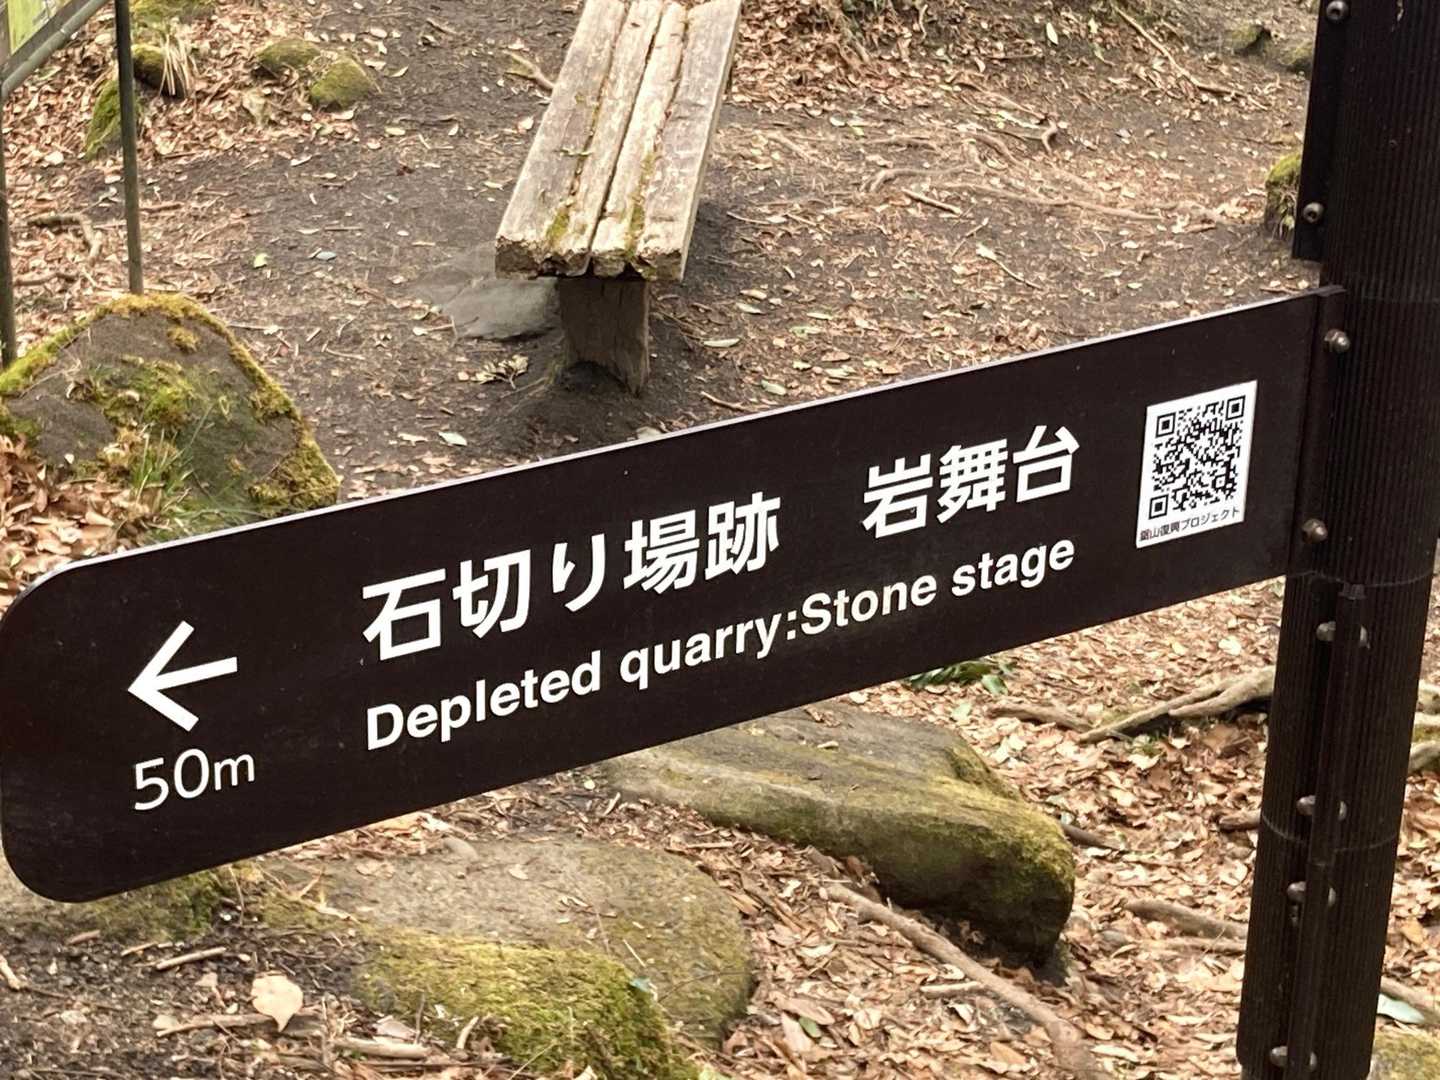 石切り場跡　岩舞台
Depleted quarry:Stone stage
←
50m
鋸山復興プロジェクト